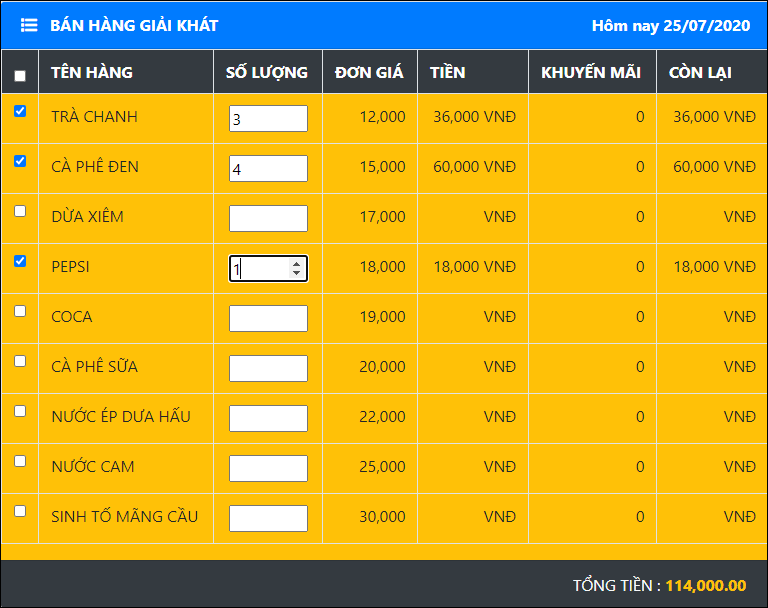 BÁN HÀNG GIẢI KHÁT Hôm nay 25/07/2020
TÊN HÀNG SỐ LƯỢNG ĐƠN GIÁ TIỀN KHUYẾN MÃI CÒN LẠI
TRÀ CHANH 3 12,000 36,000 VNĐ 0 36,000 VNĐ
CÀ PHÊ ĐEN 4 15,000 60,000 VNĐ 0 60,000 VNĐ
DỪA XIÊM 17,000 VNĐ 0 VNĐ
PEPSI 1 18,000 18,000 VNĐ 0 18,000 VNĐ
COCA 19,000 VNĐ 0 VNĐ
CÀ PHÊ SỮA 20,000 VNĐ 0 VNĐ
NƯỚC ÉP DƯA HẤU 22,000 VNĐ 0 VNĐ
NƯỚC CAM 25,000 VNĐ 0 VNĐ
SINH TỐ MÃNG CẦU 30,000 VNĐ 0 VNĐ
TỔNG TIỀN : 114,000.00